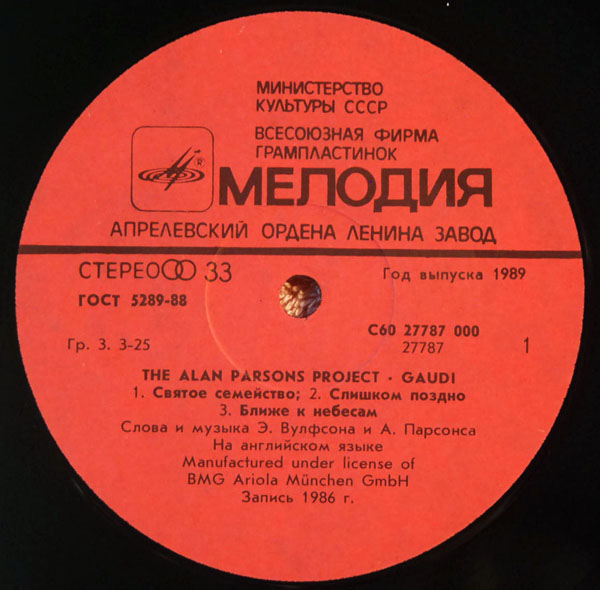 МИНИСТЕРСТВО
КУЛЬТУРЫ СССР
ВСЕСОЮЗНАЯ ФИРМА
ГРАМПЛАСТИНОК
®
МЕЛОДИЯ
АПРЕЛЕВСКИЙ ОРДЕНА ЛЕНИНА ЗАВОД
СТЕРЕО 33
Год выпуска 1989
ГОСТ 5289-88
С60 27787 000
Гр. 3. 3-25
27787
1
THE ALAN PARSONS PROJECT · GAUDI
1. Святое семейство; 2. Слишком поздно
3. Ближе к небесам
Слова и музыка Э. Вулфсона и А. Парсонса
На английском языке
Manufactured under license of
BMG Ariola München GmbH
Запись 1986 г.